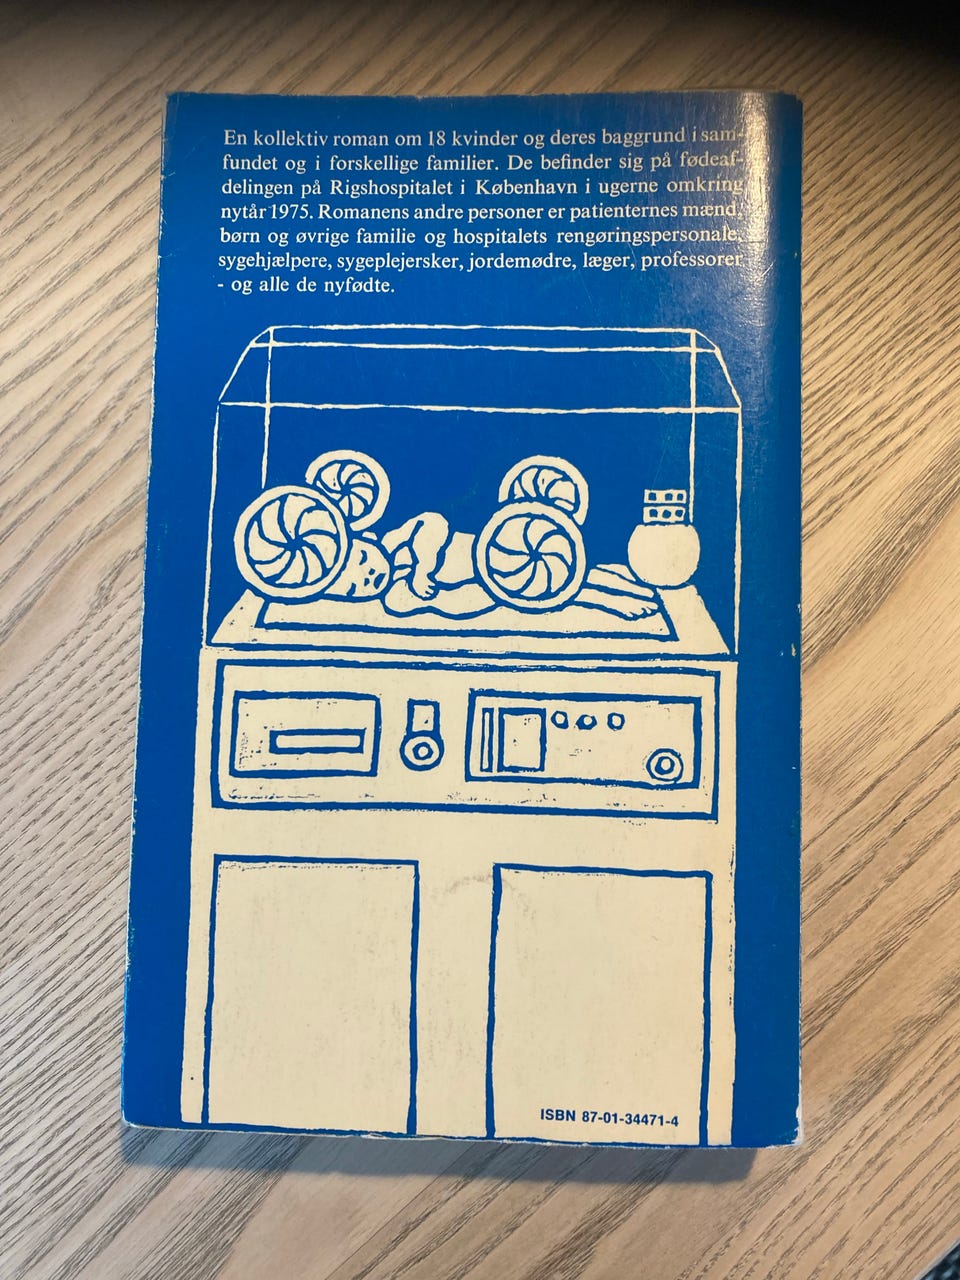 En kollektiv roman om 18 kvinder og deres baggrund i sam-
fundet og i forskellige familier. De befinder sig på fødeaf-
delingen på Rigshospitalet i København i ugerne omkring
nytår 1975. Romanens andre personer er patienternes mænd,
børn og øvrige familie og hospitalets rengøringspersonale,
sygehjælpere, sygeplejersker, jordemødre, læger, professorer
- og alle de nyfødte.
ISBN 87-01-34471-4